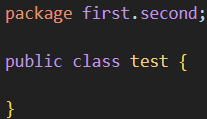 package first.second;
public class test {
}